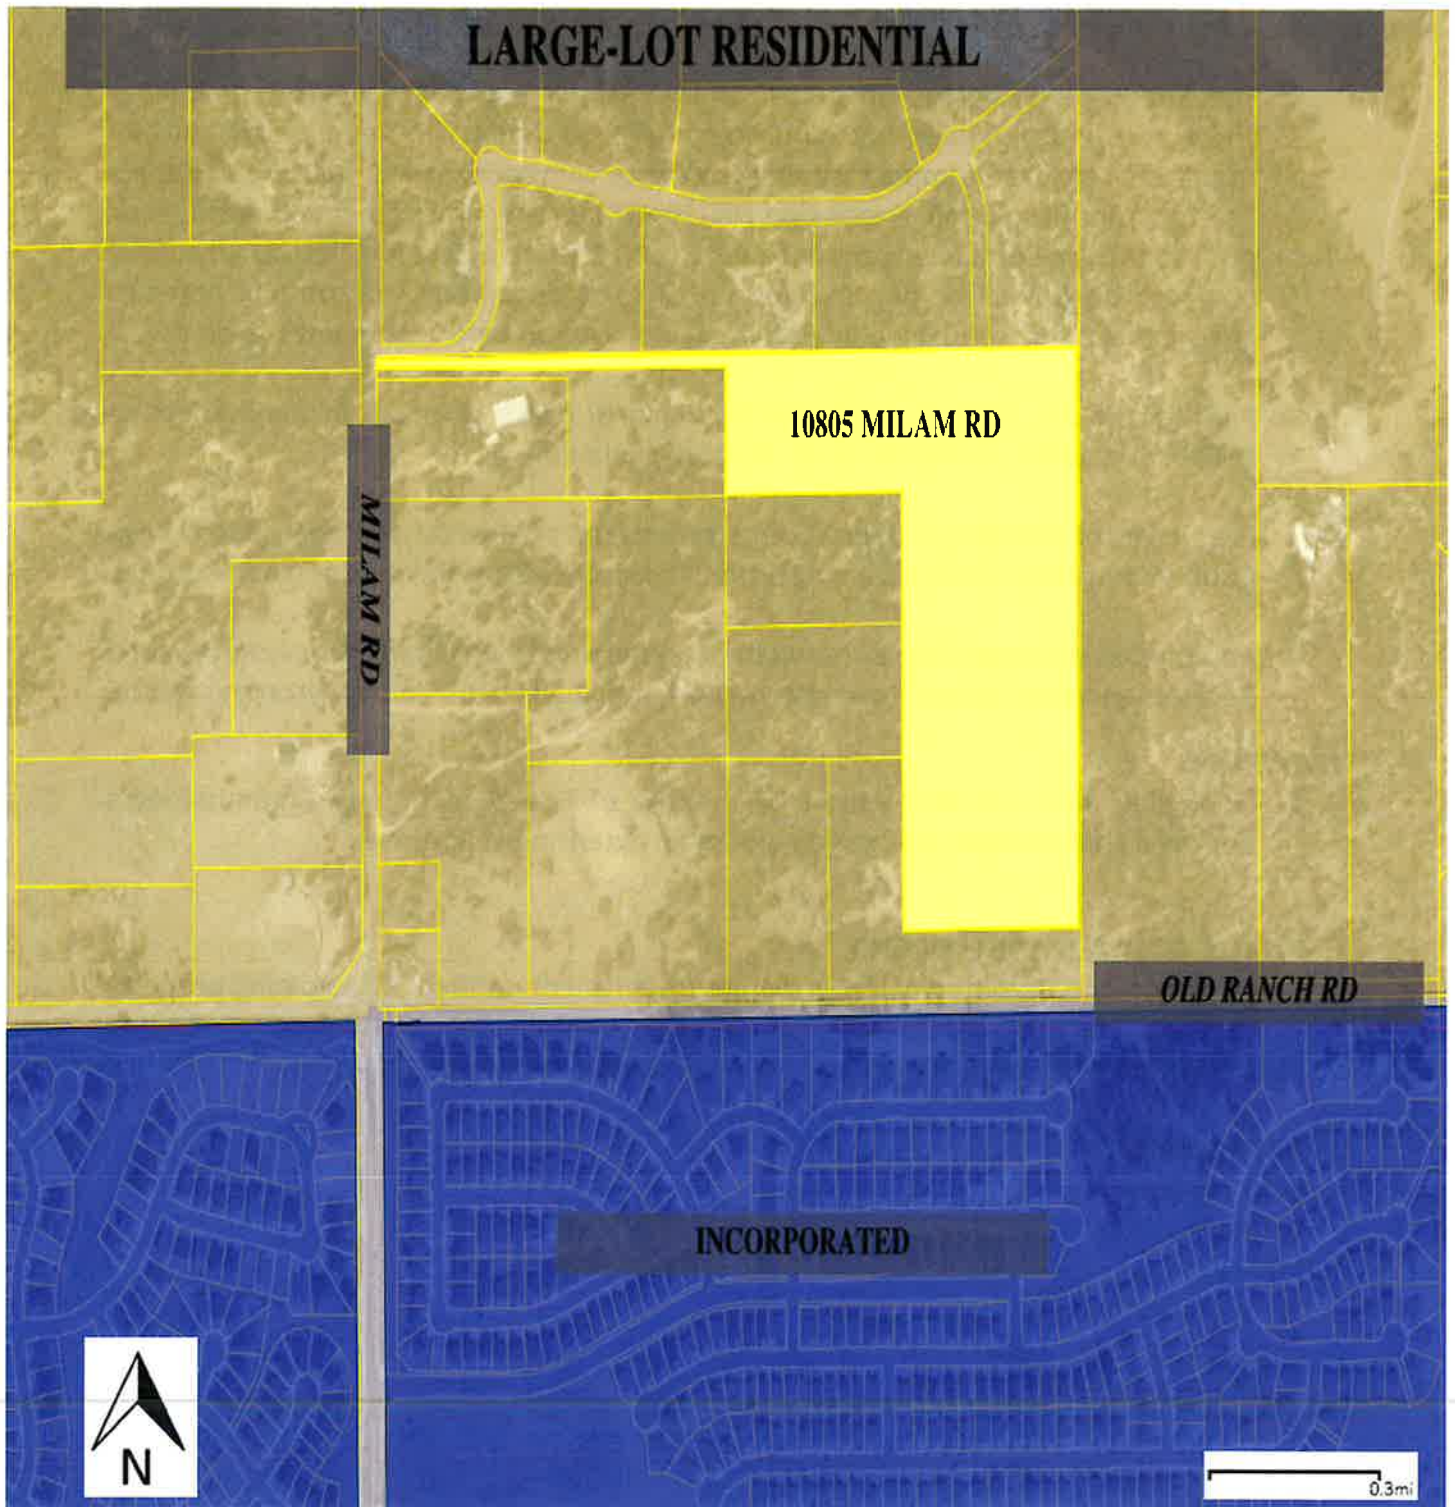 LARGE-LOT RESIDENTIAL
10805 MILAM RD
MILAM RD
OLD RANCH RD
INCORPORATED
N
0.3mi